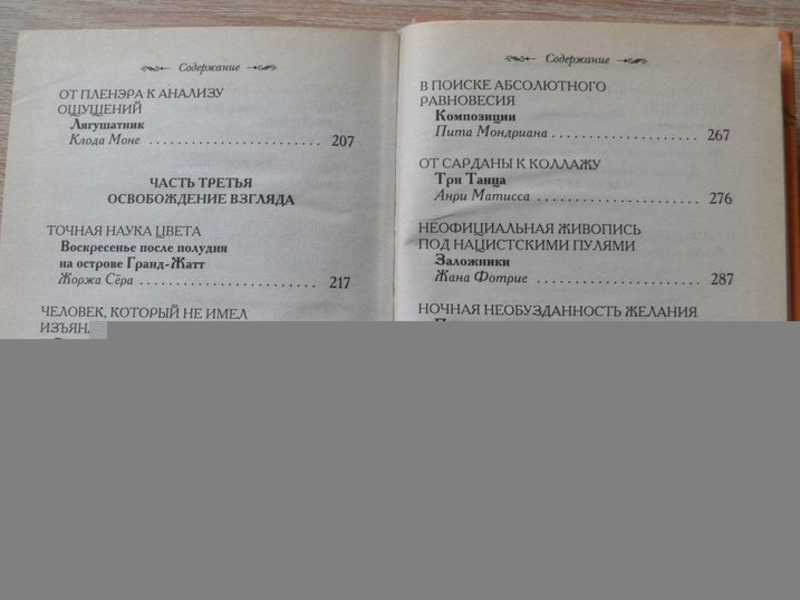 Содержание
ОТ ПЛЕНЭРА К АНАЛИЗУ
ОЩУЩЕНИЙ
Лягушатник
Клода Моне ........................ 207
ЧАСТЬ ТРЕТЬЯ
ОСВОБОЖДЕНИЕ ВЗГЛЯДА
ТОЧНАЯ НАУКА ЦВЕТА
Воскресенье после полудня
на острове Гранд-Жатт
Жоржа Сёра ........................ 217
ЧЕЛОВЕК, КОТОРЫЙ НЕ ИМЕЛ
Содержание
В ПОИСКЕ АБСОЛЮТНОГО
РАВНОВЕСИЯ
Композиции
Пита Мондриана .................... 267
ОТ САРДАНЫ К КОЛЛАЖУ
Три Танца
Анри Матисса ...................... 276
НЕОФИЦИАЛЬНАЯ ЖИВОПИСЬ
ПОД НАЦИСТСКИМИ ПУЛЯМИ
Заложники
Жана Фотрие ....................... 287
НОЧНАЯ НЕОБУЗДАННОСТЬ ЖЕЛАНИЯ